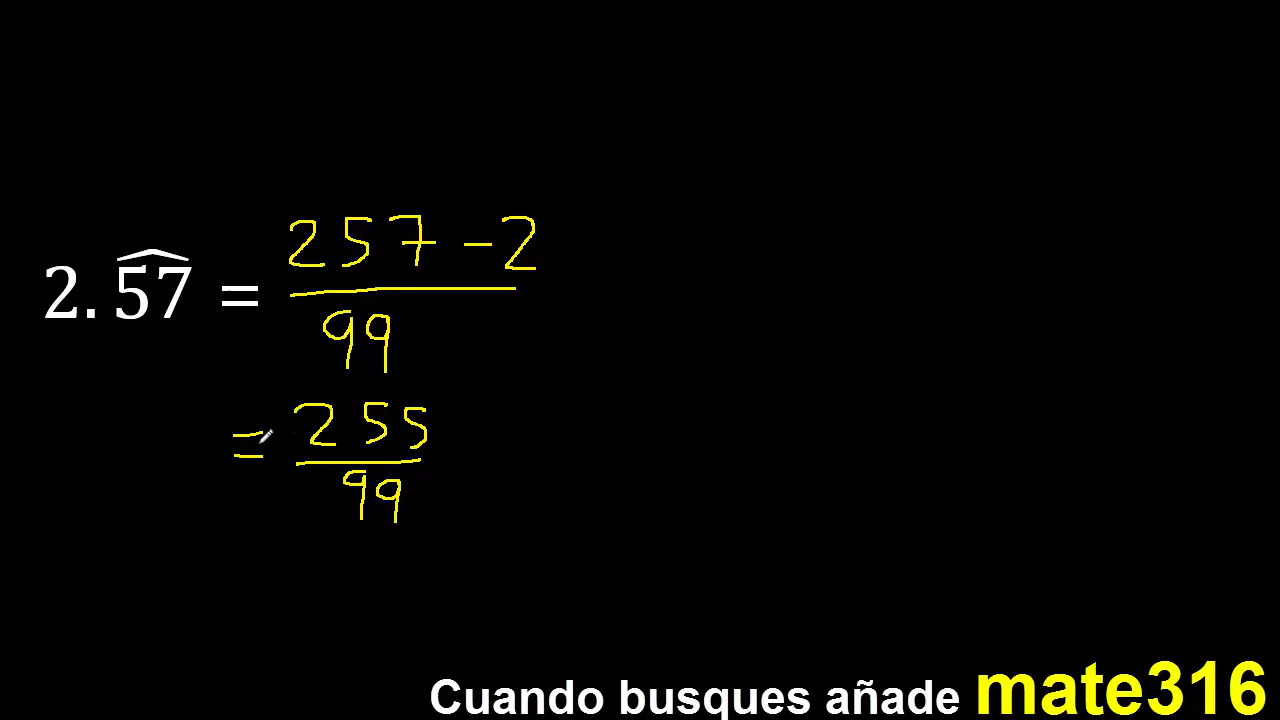 257 - 2
2.57 =
99
= 255
99
Cuando busques añade mate316